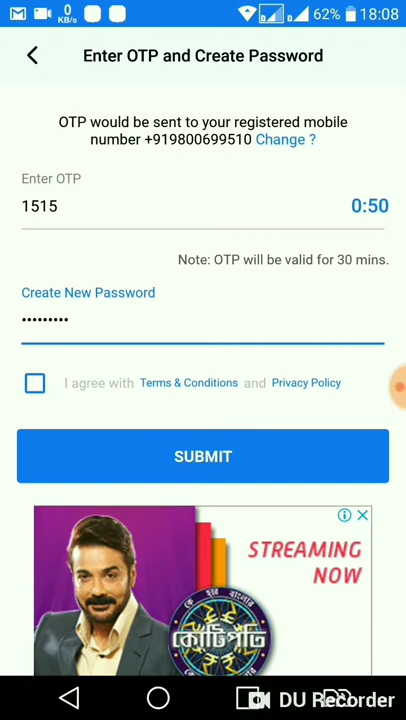 0
KB/s
62%
18:08
Enter OTP and Create Password
OTP would be sent to your registered mobile
number +919800699510 Change ?
Enter OTP
1515
0:50
Note: OTP will be valid for 30 mins.
Create New Password
•••••••••
I agree with Terms & Conditions and Privacy Policy
SUBMIT
STREAMING
NOW
কে হবে বাংলার
কোটিপতি
DU Recorder